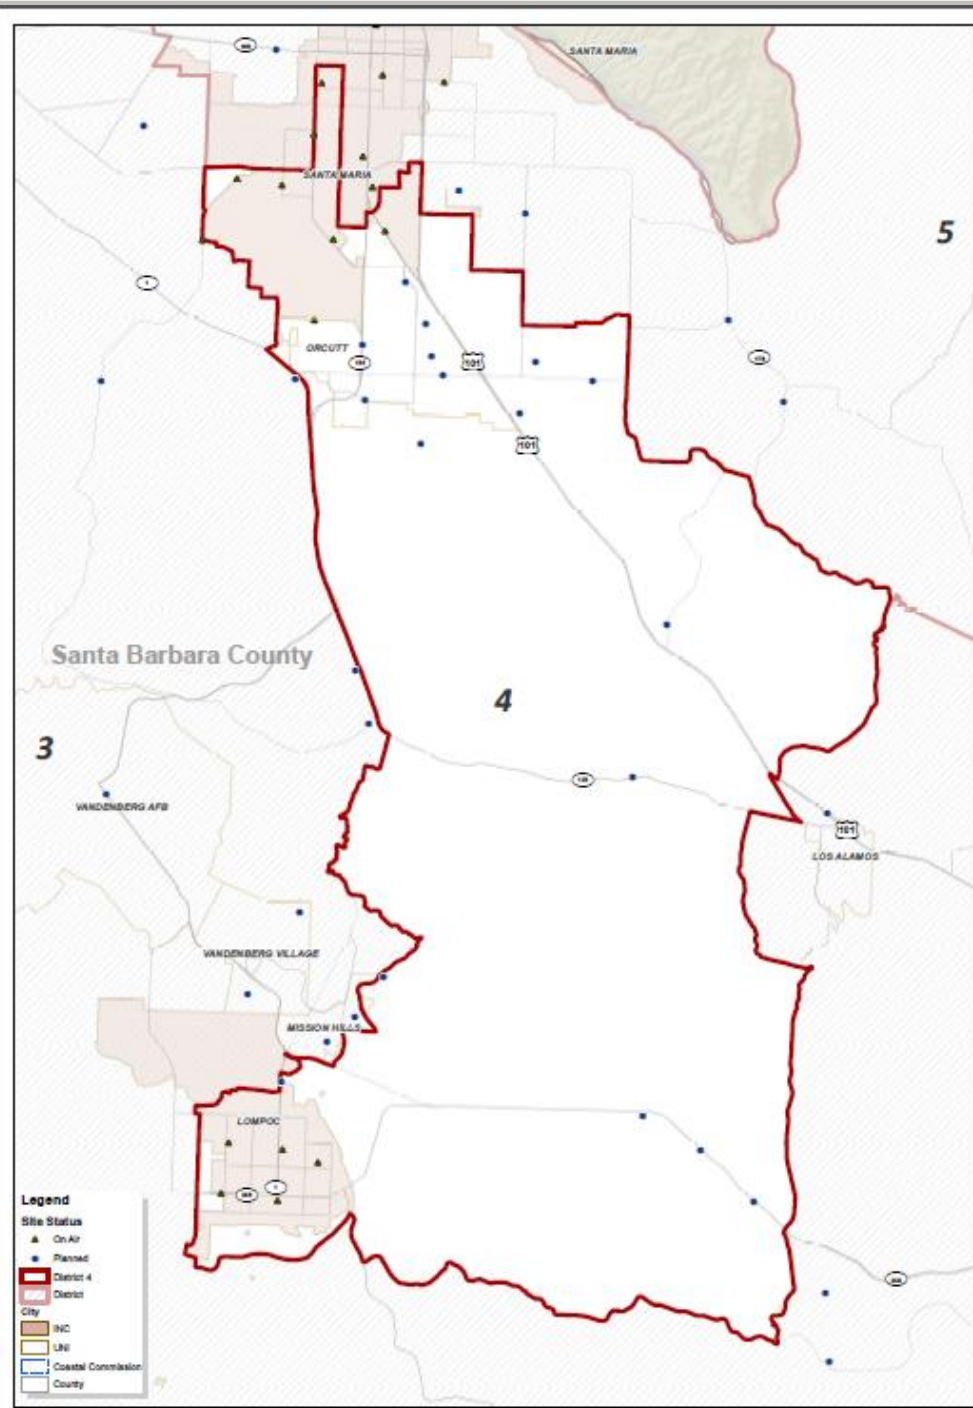 SANTA MARIA
SANTA MARIA
5
1
ORCUTT
101
101
Santa Barbara County
4
3
VANDENBERG AFB
101
LOS ALAMOS
VANDENBERG VILLAGE
MISSION HILLS
LOMPOC
1
Legend
Site Status
On Air
Planned
District 4
District
City
INC
UNI
Coastal Commission
County